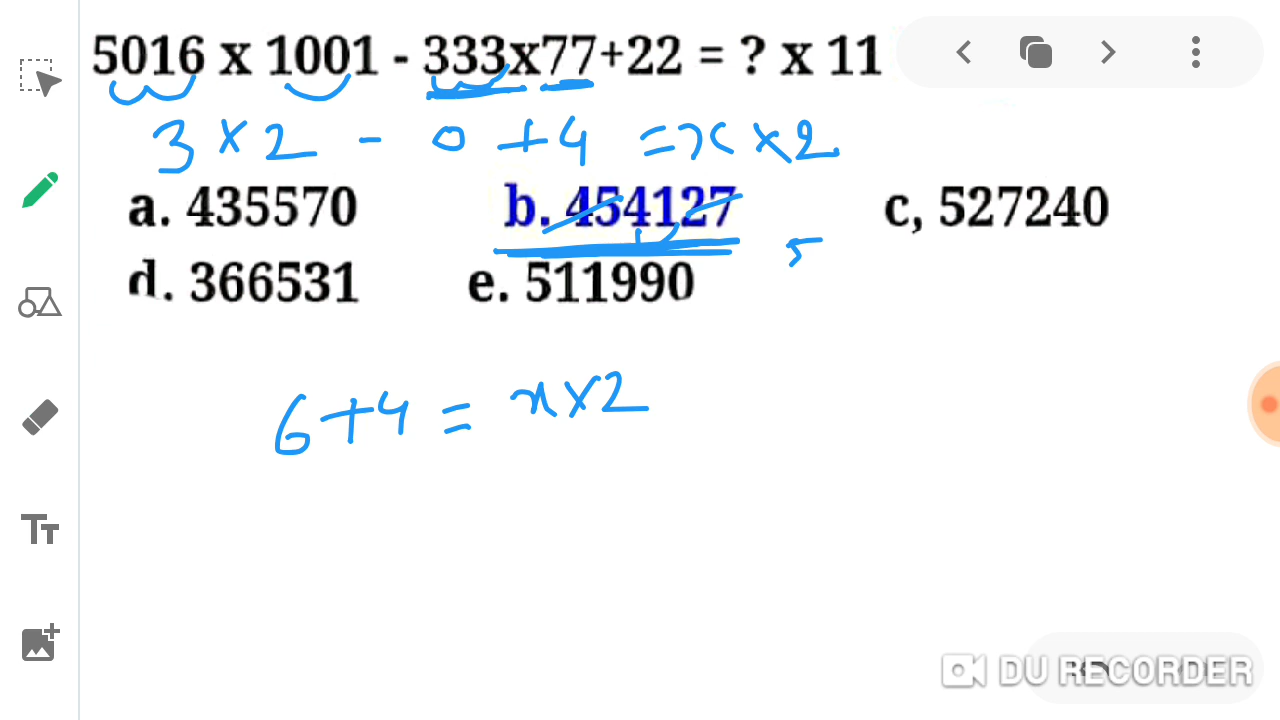 5016 x 1001 - 333x77+22 = ? x 11
3 x 2 - 0 + 4 = x x 2
a. 435570 b. 454127 c, 527240
5
d. 366531 e. 511990
6 + 4 = x x 2
Tт
DU RECORDER